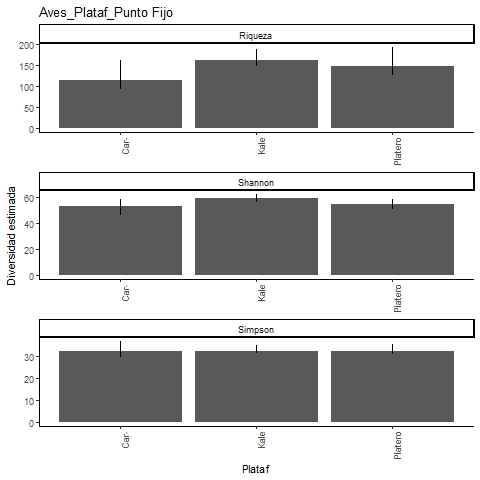 Aves_Plataf_Punto Fijo
Riqueza
200
150
100
50
0
Car-
Kale
Platero
Shannon
60
40
20
0
Car-
Kale
Platero
Simpson
30
20
10
0
Car-
Kale
Platero
Diversidad estimada
Plataf